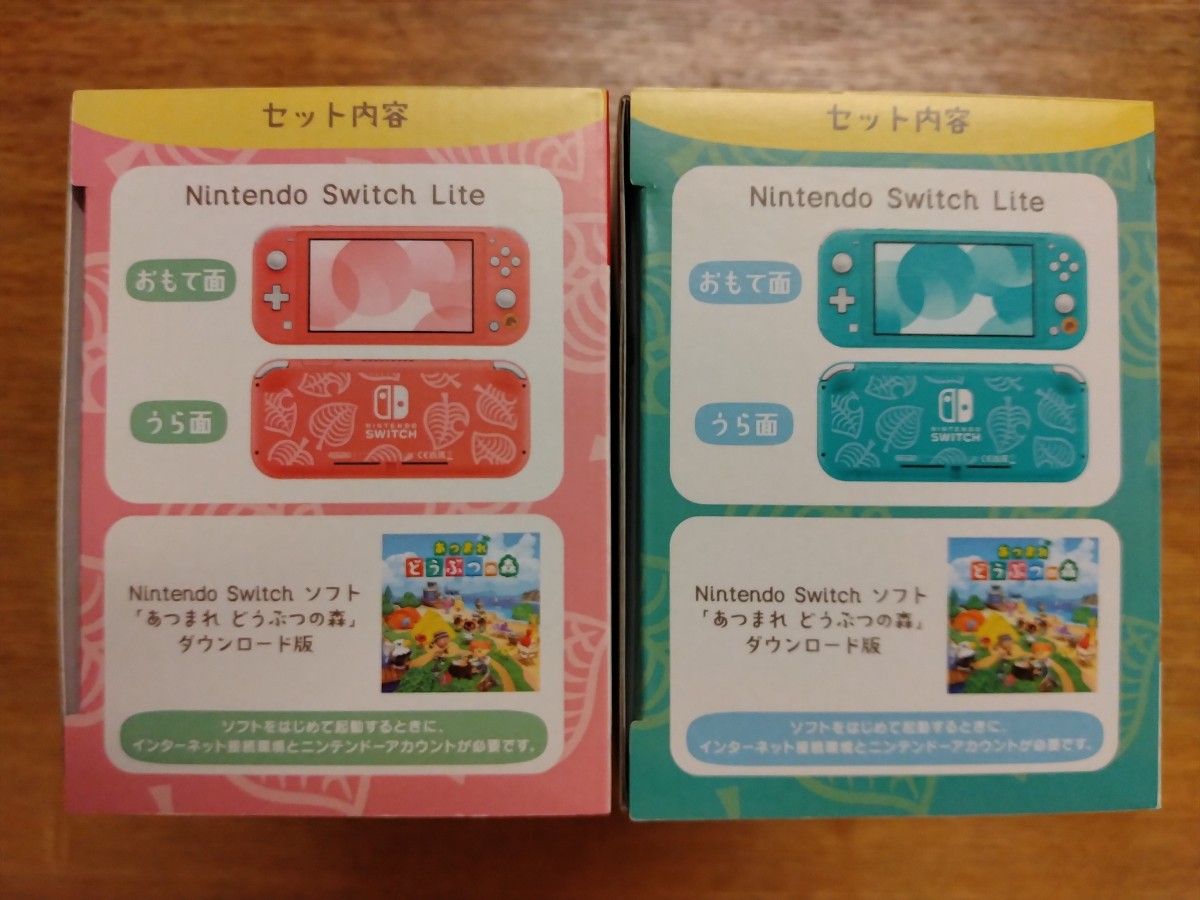 セット内容
Nintendo Switch Lite
おもて面
うら面
NINTENDO
SWITCH
Nintendo Switch ソフト
「あつまれ どうぶつの森」
ダウンロード版
あつまれ
どうぶつの森
ソフトをはじめて起動するときに、
インターネット接続環境とニンテンドーアカウントが必要です。
セット内容
Nintendo Switch Lite
おもて面
うら面
NINTENDO
SWITCH
Nintendo Switch ソフト
「あつまれ どうぶつの森」
ダウンロード版
あつまれ
どうぶつの森
ソフトをはじめて起動するときに、
インターネット接続環境とニンテンドーアカウントが必要です。